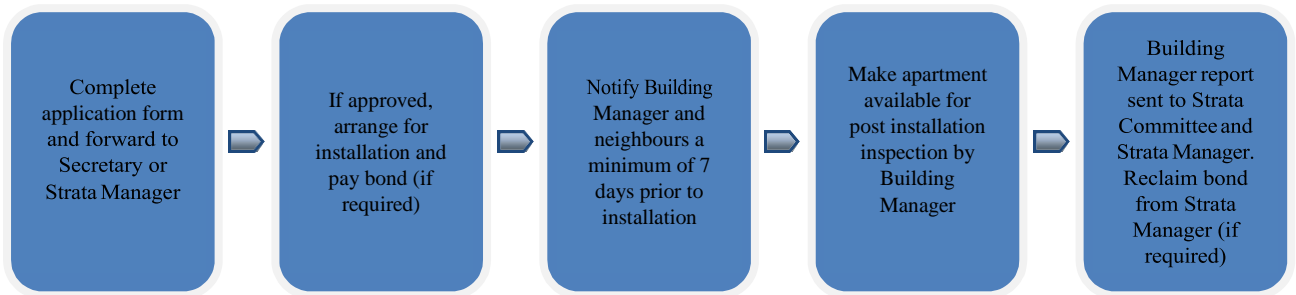 Complete
application form
and forward to
Secretary or
Strata Manager
If approved,
arrange for
installation and
pay bond (if
required)
Notify Building
Manager and
neighbours a
minimum of 7
days prior to
installation
Make apartment
available for
post installation
inspection by
Building
Manager
Building
Manager report
sent to Strata
Committee and
Strata Manager.
Reclaim bond
from Strata
Manager (if
required)